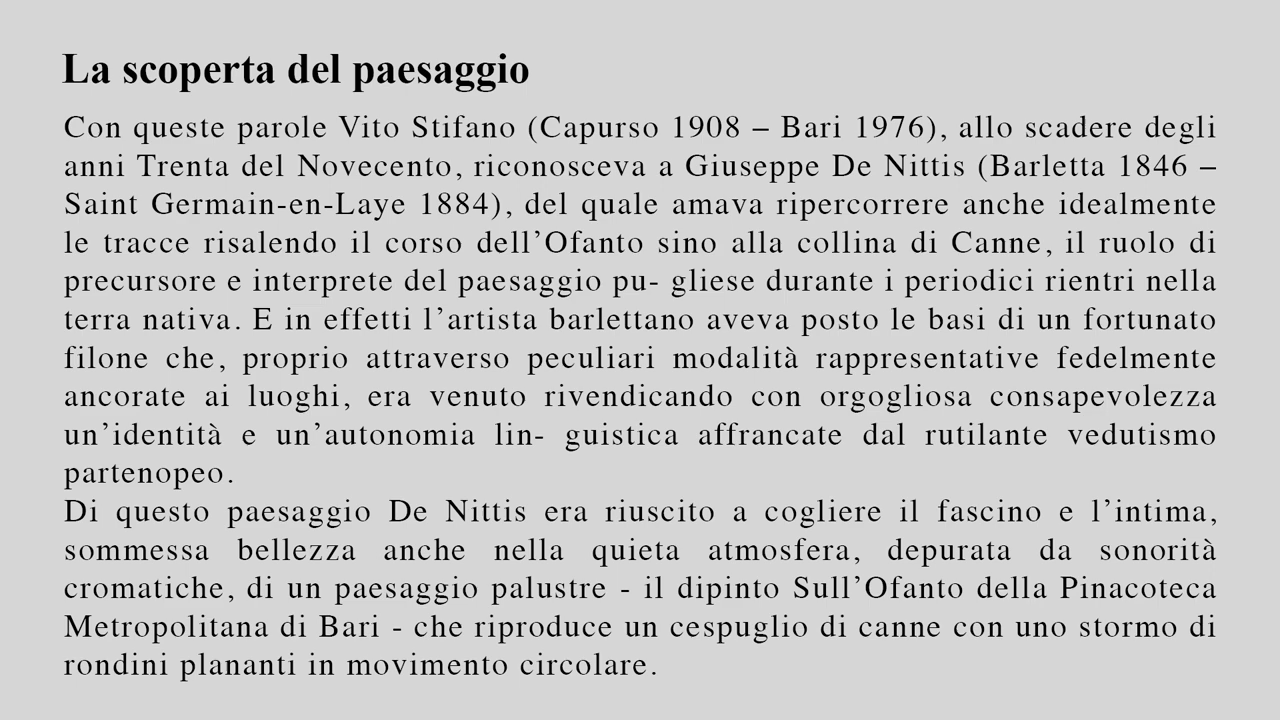 La scoperta del paesaggio
Con queste parole Vito Stifano (Capurso 1908 – Bari 1976), allo scadere degli
anni Trenta del Novecento, riconosceva a Giuseppe De Nittis (Barletta 1846 –
Saint Germain-en-Laye 1884), del quale amava ripercorrere anche idealmente
le tracce risalendo il corso dell’Ofanto sino alla collina di Canne, il ruolo di
precursore e interprete del paesaggio pu- gliese durante i periodici rientri nella
terra nativa. E in effetti l’artista barlettano aveva posto le basi di un fortunato
filone che, proprio attraverso peculiari modalità rappresentative fedelmente
ancorate ai luoghi, era venuto rivendicando con orgogliosa consapevolezza
un’identità e un’autonomia lin- guistica affrancate dal rutilante vedutismo
partenopeo.
Di questo paesaggio De Nittis era riuscito a cogliere il fascino e l’intima,
sommessa bellezza anche nella quieta atmosfera, depurata da sonorità
cromatiche, di un paesaggio palustre - il dipinto Sull’Ofanto della Pinacoteca
Metropolitana di Bari - che riproduce un cespuglio di canne con uno stormo di
rondini plananti in movimento circolare.